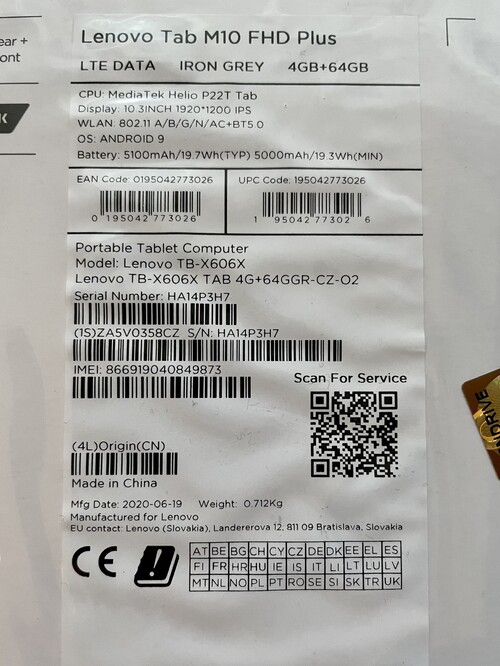 ear +
ont
K
Lenovo Tab M10 FHD Plus
LTE DATA IRON GREY 4GB+64GB
CPU: MediaTek Helio P22T Tab
Display: 10.3INCH 1920*1200 IPS
WLAN: 802.11 A/B/G/N/AC+BT5.0
OS: ANDROID 9
Battery: 5100mAh/19.7Wh(TYP) 5000mAh/19.3Wh(MIN)
EAN Code: 0195042773026 UPC Code: 195042773026
0 195042 773026 1 95042 77302 6
Portable Tablet Computer
Model: Lenovo TB-X606X
Lenovo TB-X606X TAB 4G+64GGR-CZ-O2
Serial Number: HA14P3H7
(1S)ZA5V0358CZ S/N: HA14P3H7
IMEI: 866919040849873
Scan For Service
(4L)Origin(CN)
Made in China
Mfg Date: 2020-06-19 Weight: 0.712Kg
Manufactured for Lenovo
EU contact: Lenovo (Slovakia), Landererova 12, 811 09 Bratislava, Slovakia
CE
AT BE BG CH CY CZ DE DK EE EL ES
FI FR HR HU IE IS IT LI LT LU LV
MT NL NO PL PT RO SE SI SK TR UK